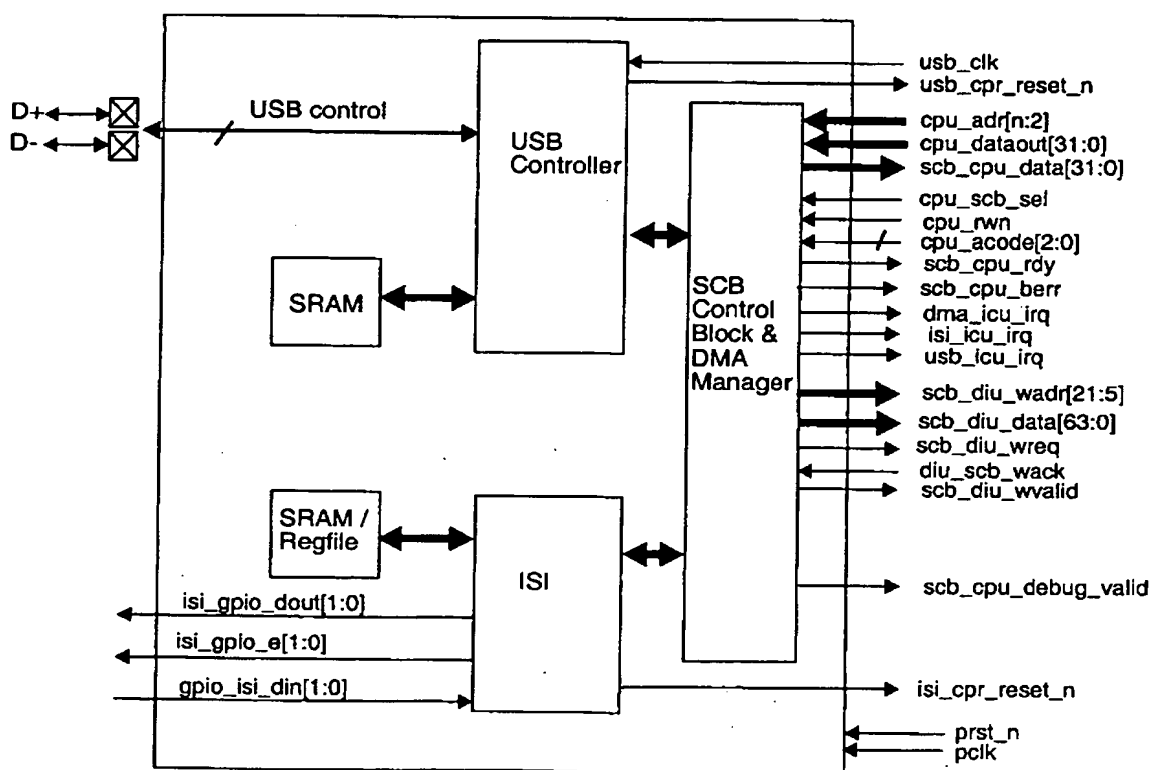 usb_clk
usb_cpr_reset_n
D+
D-
USB control
USB
Controller
cpu_adr[n:2]
cpu_dataout[31:0]
scb_cpu_data[31:0]
cpu_scb_sel
cpu_rwn
cpu_acode[2:0]
scb_cpu_rdy
scb_cpu_berr
dma_icu_irq
isi_icu_irq
usb_icu_irq
SRAM
SCB
Control
Block &
DMA
Manager
scb_diu_wadr[21:5]
scb_diu_data[63:0]
scb_diu_wreq
diu_scb_wack
scb_diu_wvalid
SRAM /
Regfile
ISI
scb_cpu_debug_valid
isi_gpio_dout[1:0]
isi_gpio_e[1:0]
gpio_isi_din[1:0]
isi_cpr_reset_n
prst_n
pclk